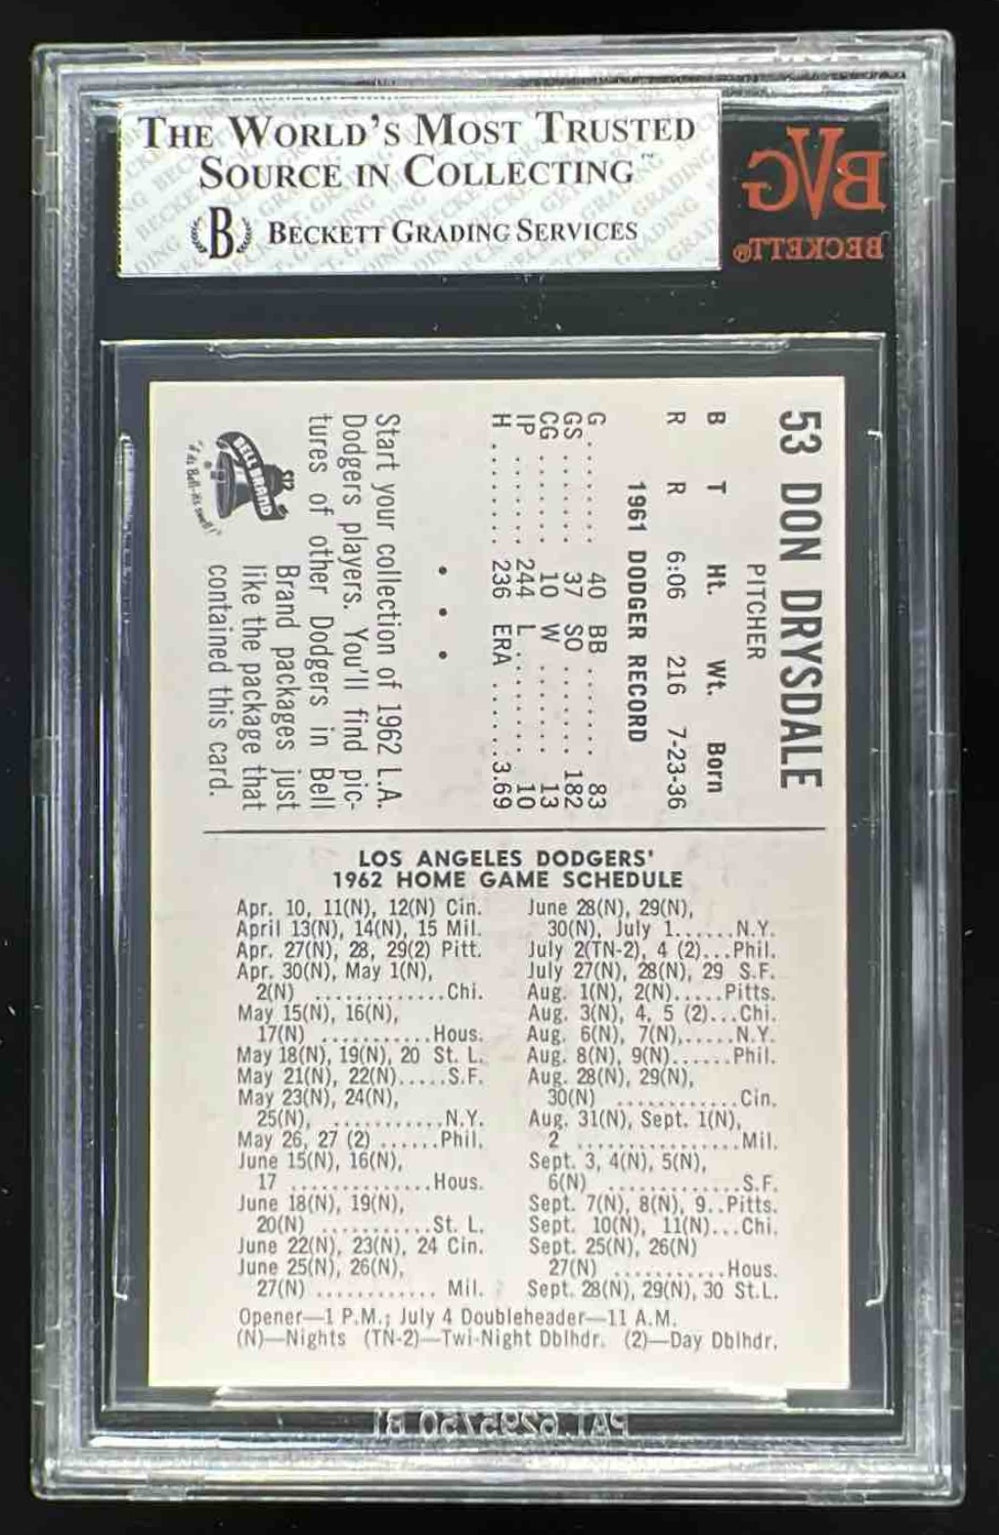 THE WORLD'S MOST TRUSTED
SOURCE IN COLLECTING™
B BECKETT GRADING SERVICES
BVG
BECKETT®
53 DON DRYSDALE
PITCHER
B T Ht. Wt. Born
R R 6:06 216 7-23-36
1961 DODGER RECORD
G ......... 40 BB ........ 83
GS ........ 37 SO ........ 182
CG ........ 10 W ........ 13
IP ........ 244 L ......... 10
H ......... 236 ERA ......3.69
• • •
Start your collection of 1962 L.A.
Dodgers players. You'll find pic-
tures of other Dodgers in Bell
Brand packages just
like the package that
contained this card.
BELL BRAND
LOS ANGELES DODGERS'
1962 HOME GAME SCHEDULE
Apr. 10, 11(N), 12(N) Cin.
April 13(N), 14(N), 15 Mil.
Apr. 27(N), 28, 29(2) Pitt.
Apr. 30(N), May 1(N),
2(N) .............Chi.
May 15(N), 16(N),
17(N) ...........Hous.
May 18(N), 19(N), 20 St. L.
May 21(N), 22(N).....S.F.
May 23(N), 24(N),
25(N), ...........N.Y.
May 26, 27 (2) ......Phil.
June 15(N), 16(N),
17 ..............Hous.
June 18(N), 19(N),
20(N) ...........St. L.
June 22(N), 23(N), 24 Cin.
June 25(N), 26(N),
27(N) ............ Mil.
June 28(N), 29(N),
30(N), July 1......N.Y.
July 2(TN-2), 4 (2)...Phil.
July 27(N), 28(N), 29 S.F.
Aug. 1(N), 2(N).....Pitts.
Aug. 3(N), 4, 5 (2)...Chi.
Aug. 6(N), 7(N),.....N.Y.
Aug. 8(N), 9(N)......Phil.
Aug. 28(N), 29(N),
30(N) ............Cin.
Aug. 31(N), Sept. 1(N),
2 ................Mil.
Sept. 3, 4(N), 5(N),
6(N) .............S.F.
Sept. 7(N), 8(N), 9..Pitts.
Sept. 10(N), 11(N)...Chi.
Sept. 25(N), 26(N)
27(N) ...........Hous.
Sept. 28(N), 29(N), 30 St.L.
Opener—1 P.M.; July 4 Doubleheader—11 A.M.
(N)—Nights (TN-2)—Twi-Night Dblhdr. (2)—Day Dblhdr.
PAT. 6295750 B1